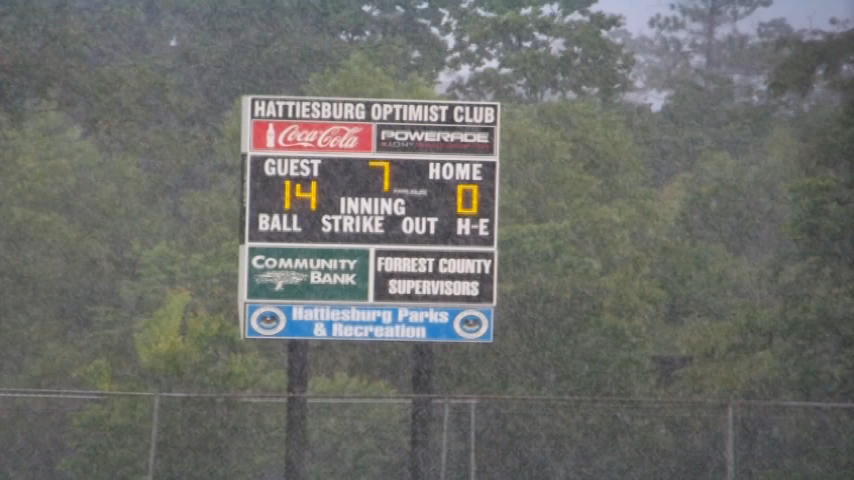 HATTIESBURG OPTIMIST CLUB
Coca-Cola POWERADE
GUEST 7 HOME
14 INNING 0
BALL STRIKE OUT H-E
COMMUNITY BANK
FORREST COUNTY SUPERVISORS
Hattiesburg Parks
& Recreation